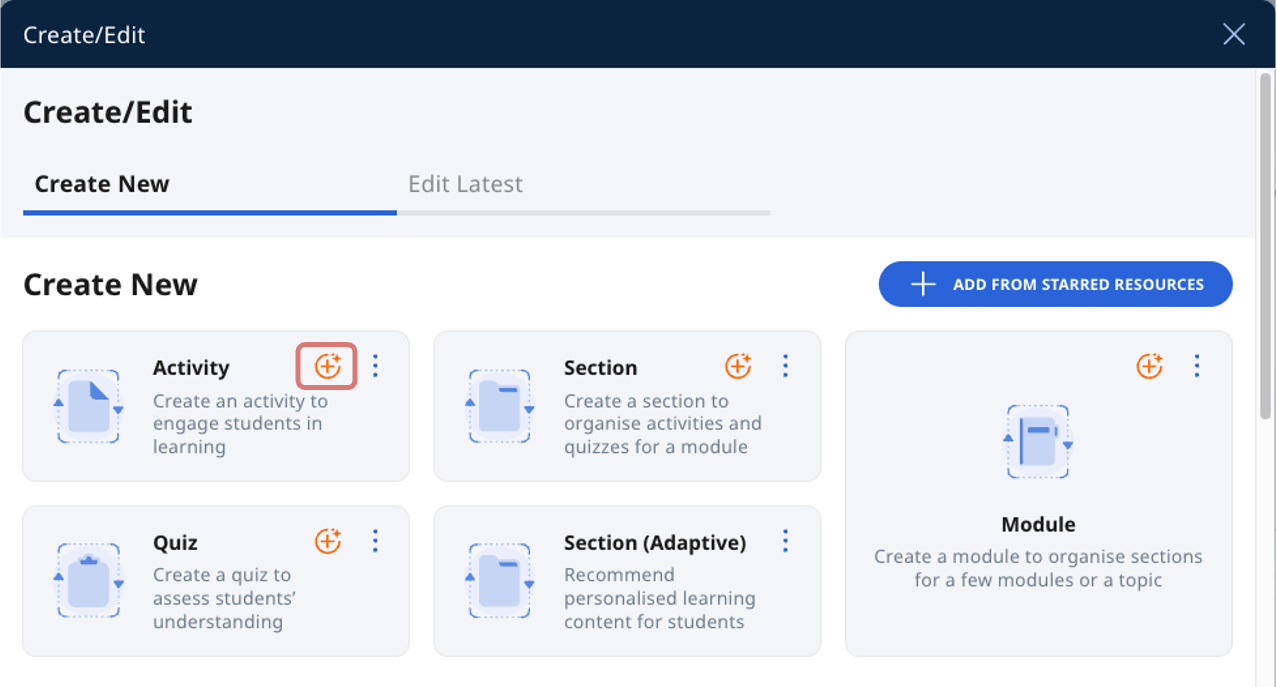 Create/Edit
Create/Edit
Create New
Edit Latest
Create New
ADD FROM STARRED RESOURCES
Activity
Create an activity to
engage students in
learning
Section
Create a section to
organise activities and
quizzes for a module
Module
Create a module to organise sections
for a few modules or a topic
Quiz
Create a quiz to
assess students’
understanding
Section (Adaptive)
Recommend
personalised learning
content for students